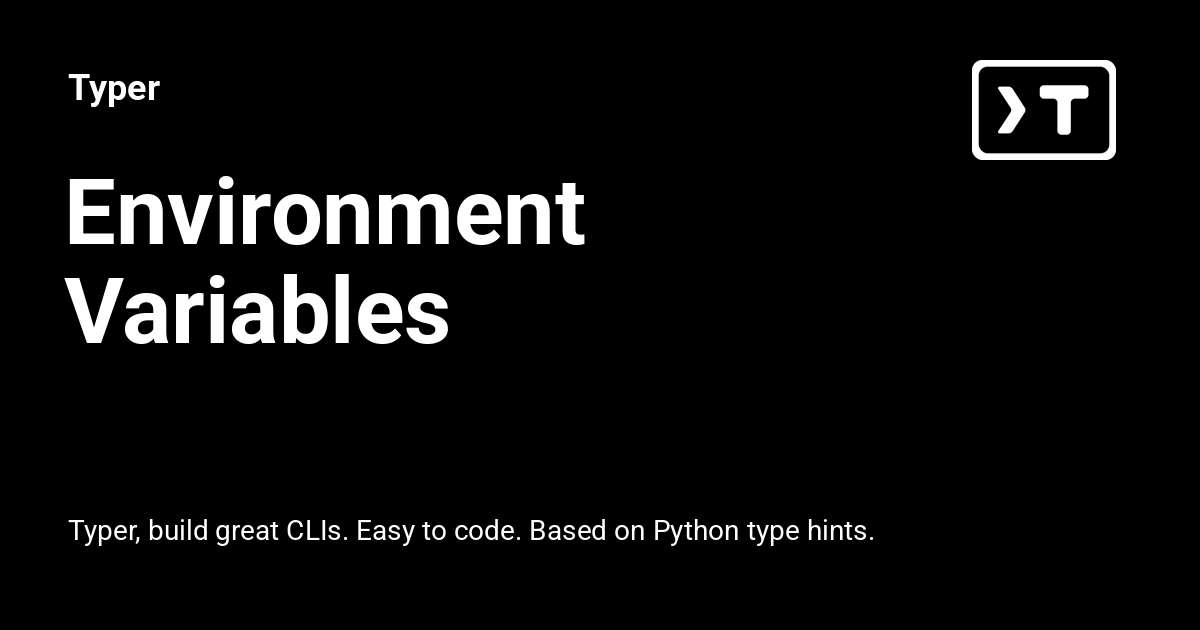 Typer
❯T
Environment
Variables
Typer, build great CLIs. Easy to code. Based on Python type hints.